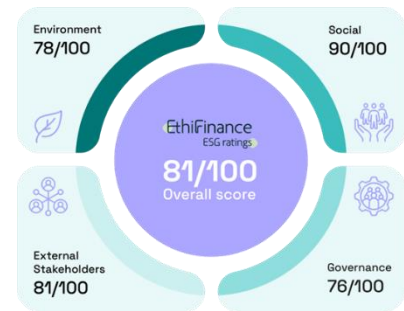 Environment
78/100
Social
90/100
EthiFinance
ESG ratings
81/100
Overall score
External
Stakeholders
81/100
Governance
76/100